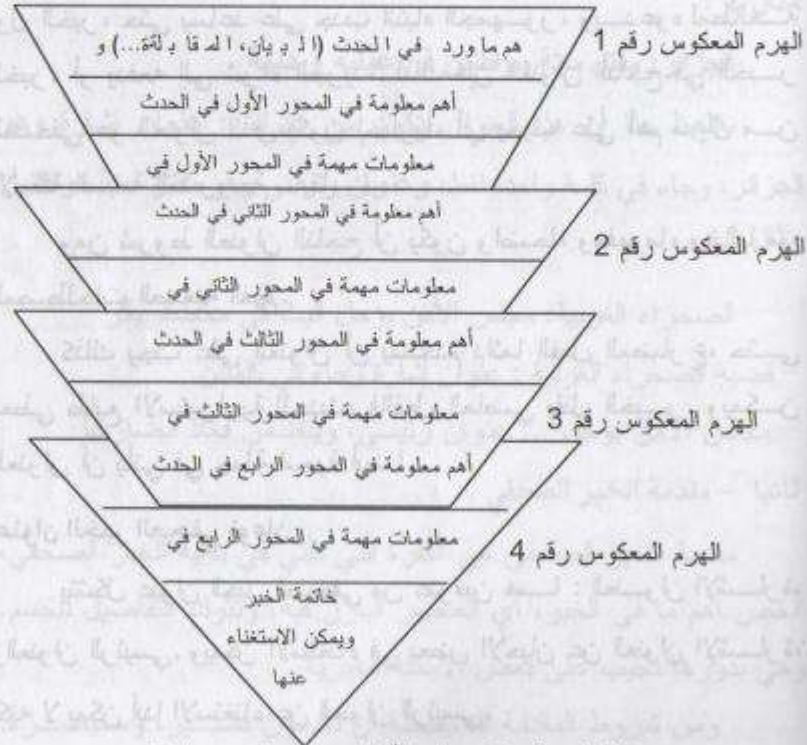 الهرم المعكوس رقم 1
هم ما ورد في الحدث (البيان، المقابلة...) و
أهم معلومة في المحور الأول في الحدث
معلومات مهمة في المحور الأول في
الهرم المعكوس رقم 2
أهم معلومة في المحور الثاني في الحدث
معلومات مهمة في المحور الثاني في
أهم معلومة في المحور الثالث في الحدث
الهرم المعكوس رقم 3
معلومات مهمة في المحور الثالث في
أهم معلومة في المحور الرابع في الحدث
الهرم المعكوس رقم 4
معلومات مهمة في المحور الرابع في
خاتمة الخبر
ويمكن الاستغناء
عنها